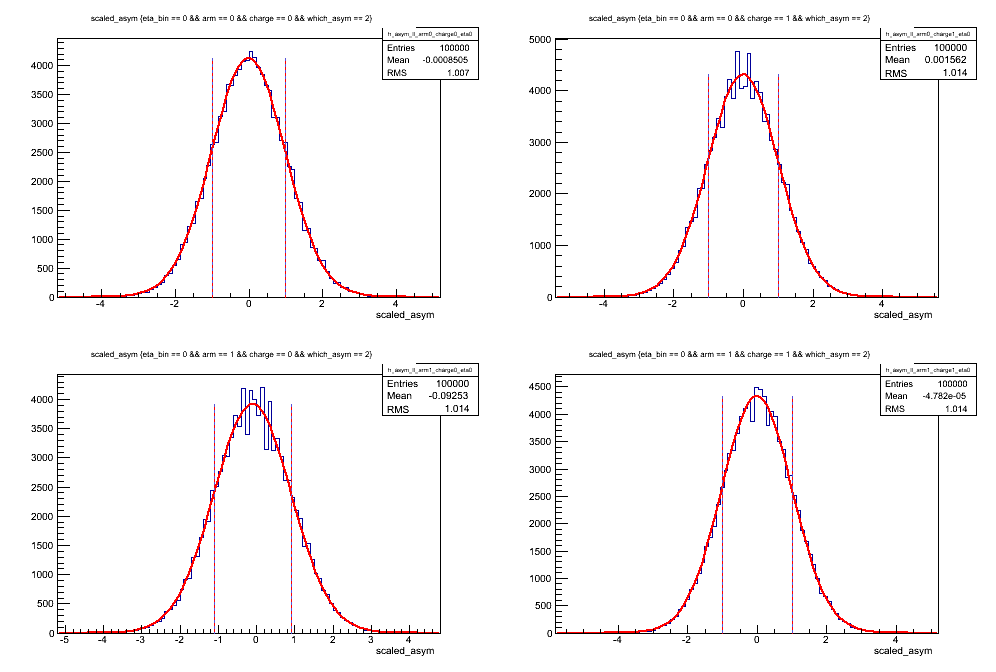 scaled_asym {eta_bin == 0 && arm == 0 && charge == 0 && which_asym == 2}
h_asym_ll_arm0_charge0_eta0
Entries 100000
Mean -0.0008505
RMS 1.007
4000
3500
3000
2500
2000
1500
1000
500
0
-4 -2 0 2 4
scaled_asym
scaled_asym {eta_bin == 0 && arm == 0 && charge == 1 && which_asym == 2}
h_asym_ll_arm0_charge1_eta0
Entries 100000
Mean 0.001562
RMS 1.014
5000
4000
3000
2000
1000
0
-4 -2 0 2 4
scaled_asym
scaled_asym {eta_bin == 0 && arm == 1 && charge == 0 && which_asym == 2}
h_asym_ll_arm1_charge0_eta0
Entries 100000
Mean -0.09253
RMS 1.014
4000
3500
3000
2500
2000
1500
1000
500
0
-5 -4 -3 -2 -1 0 1 2 3 4
scaled_asym
scaled_asym {eta_bin == 0 && arm == 1 && charge == 1 && which_asym == 2}
h_asym_ll_arm1_charge1_eta0
Entries 100000
Mean -4.782e-05
RMS 1.014
4500
4000
3500
3000
2500
2000
1500
1000
500
0
-4 -2 0 2 4
scaled_asym